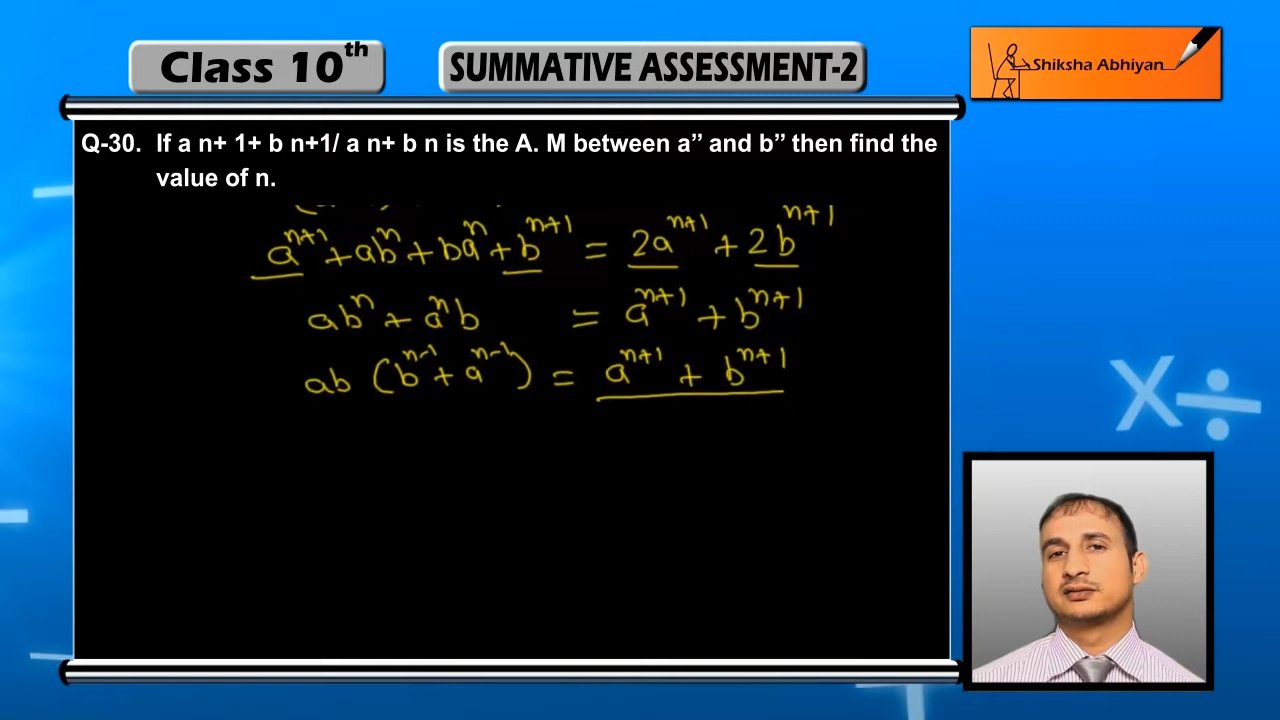 Class 10th
SUMMATIVE ASSESSMENT-2
Shiksha Abhiyan
Q-30. If a n+ 1+ b n+1/ a n+ b n is the A. M between a” and b” then find the
value of n.
a^{n+1} + ab^n + ba^n + b^{n+1} = 2a^{n+1} + 2b^{n+1}
ab^n + a^n b = a^{n+1} + b^{n+1}
ab (b^{n-1} + a^{n-1}) = a^{n+1} + b^{n+1}
X÷